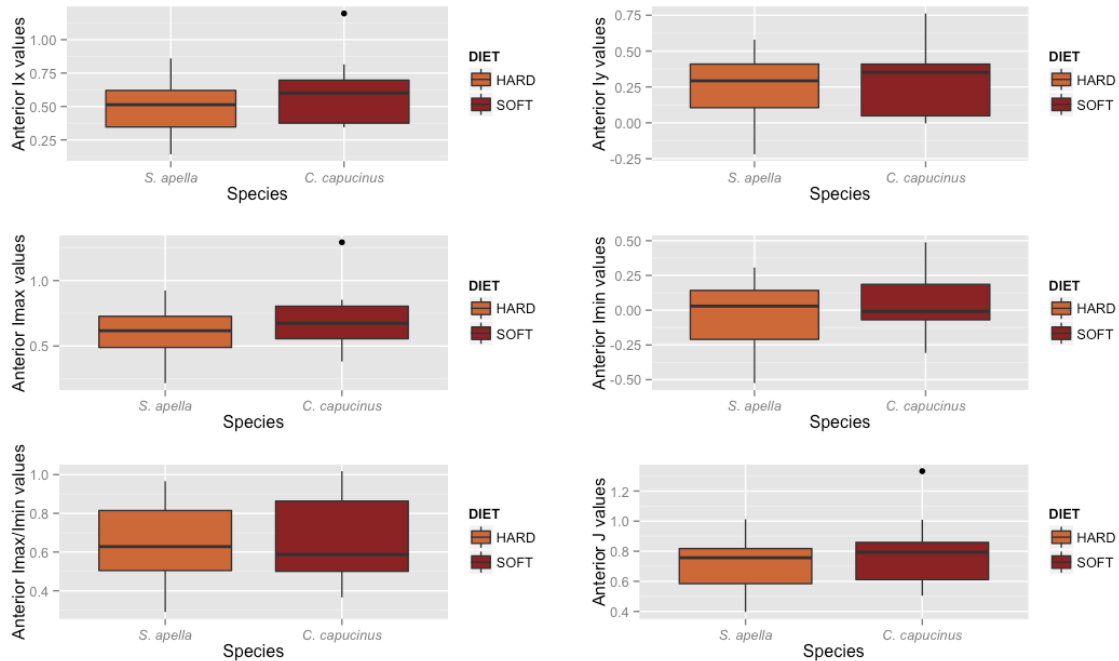 Anterior Ix values
1.00
0.75
0.50
0.25
S. apella
C. capucinus
Species
DIET
HARD
SOFT
Anterior Iy values
0.75
0.50
0.25
0.00
-0.25
S. apella
C. capucinus
Species
DIET
HARD
SOFT
Anterior Imax values
1.0
0.5
S. apella
C. capucinus
Species
DIET
HARD
SOFT
Anterior Imin values
0.50
0.25
0.00
-0.25
-0.50
S. apella
C. capucinus
Species
DIET
HARD
SOFT
Anterior Imax/Imin values
1.0
0.8
0.6
0.4
S. apella
C. capucinus
Species
DIET
HARD
SOFT
Anterior J values
1.2
1.0
0.8
0.6
0.4
S. apella
C. capucinus
Species
DIET
HARD
SOFT